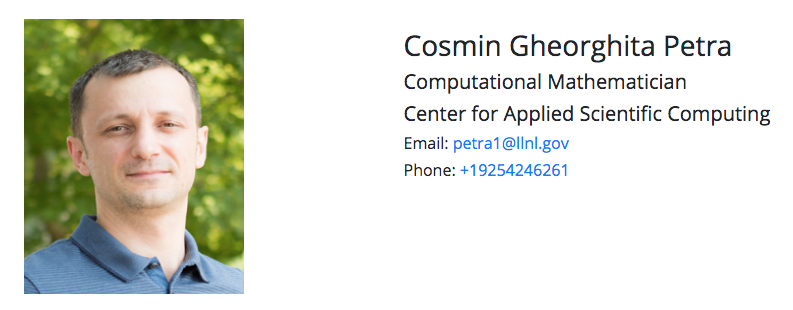 Cosmin Gheorghita Petra
Computational Mathematician
Center for Applied Scientific Computing
Email: petra1@llnl.gov
Phone: +19254246261